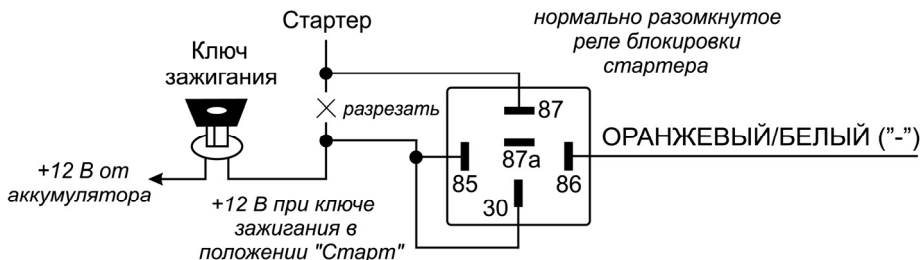 Стартер
нормально разомкнутое
реле блокировки
стартера
Ключ
зажигания
разрезать
87
87a
85
86
30
ОРАНЖЕВЫЙ/БЕЛЫЙ ("-")
+12 В от
аккумулятора
+12 В при ключе
зажигания в
положении "Старт"